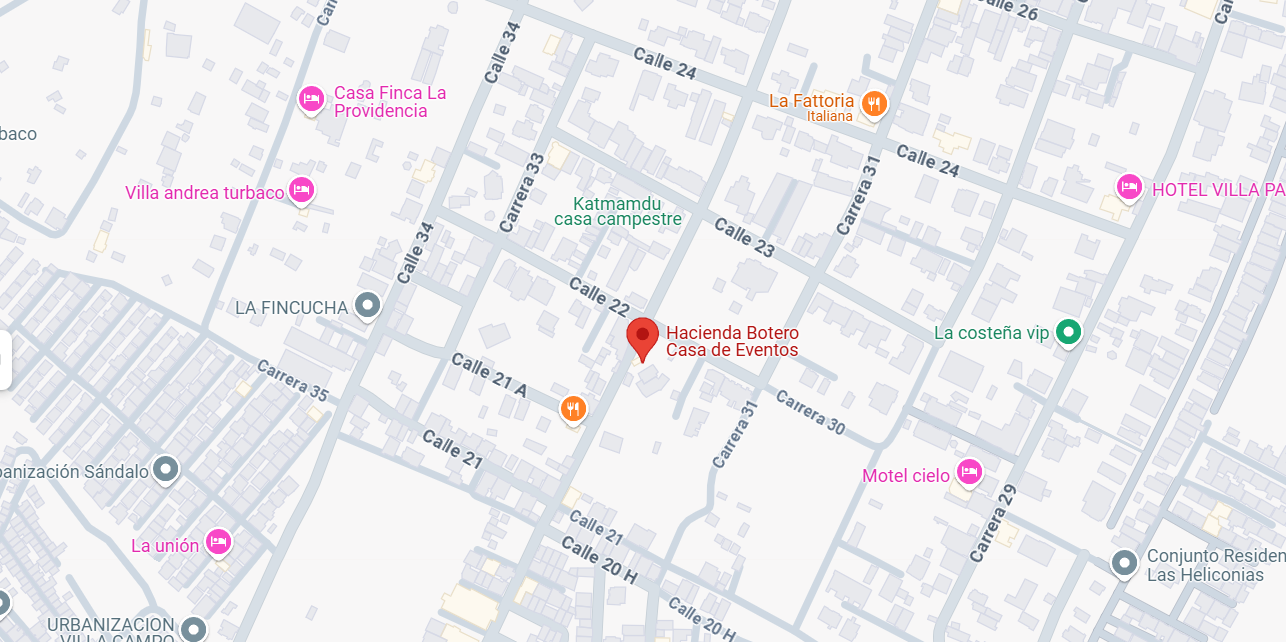 Calle 26
Calle 34
Calle 24
Casa Finca La
Providencia
La Fattoria
Italiana
baco
Calle 24
Villa andrea turbaco
Carrera 33
Carrera 31
HOTEL VILLA PA
Katmamdu
casa campestre
Calle 34
Calle 23
LA FINCUCHA
Calle 22
Hacienda Botero
Casa de Eventos
La costeña vip
Carrera 35
Calle 21 A
Carrera 30
Carrera 31
Calle 21
banización Sándalo
Motel cielo
Carrera 29
Calle 21
La unión
Calle 20 H
Conjunto Residen
Las Heliconias
Calle 20 H
URBANIZACION
VILLA CAMPO